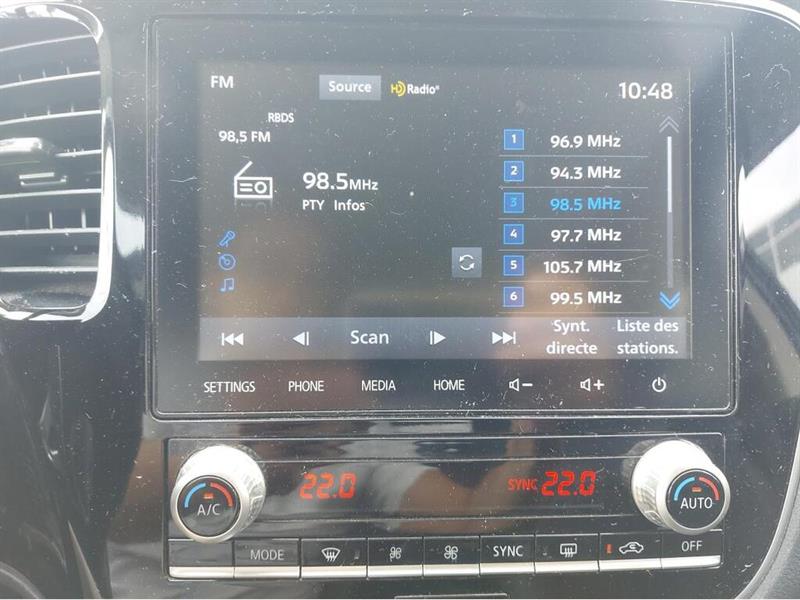 FM Source HD Radio® 10:48
RBDS
98,5 FM
98.5 MHz
PTY Infos
1 96.9 MHz
2 94.3 MHz
3 98.5 MHz
4 97.7 MHz
5 105.7 MHz
6 99.5 MHz
Scan
Synt. directe
Liste des stations.
SETTINGS PHONE MEDIA HOME
22.0 SYNC 22.0
A/C AUTO
MODE SYNC OFF